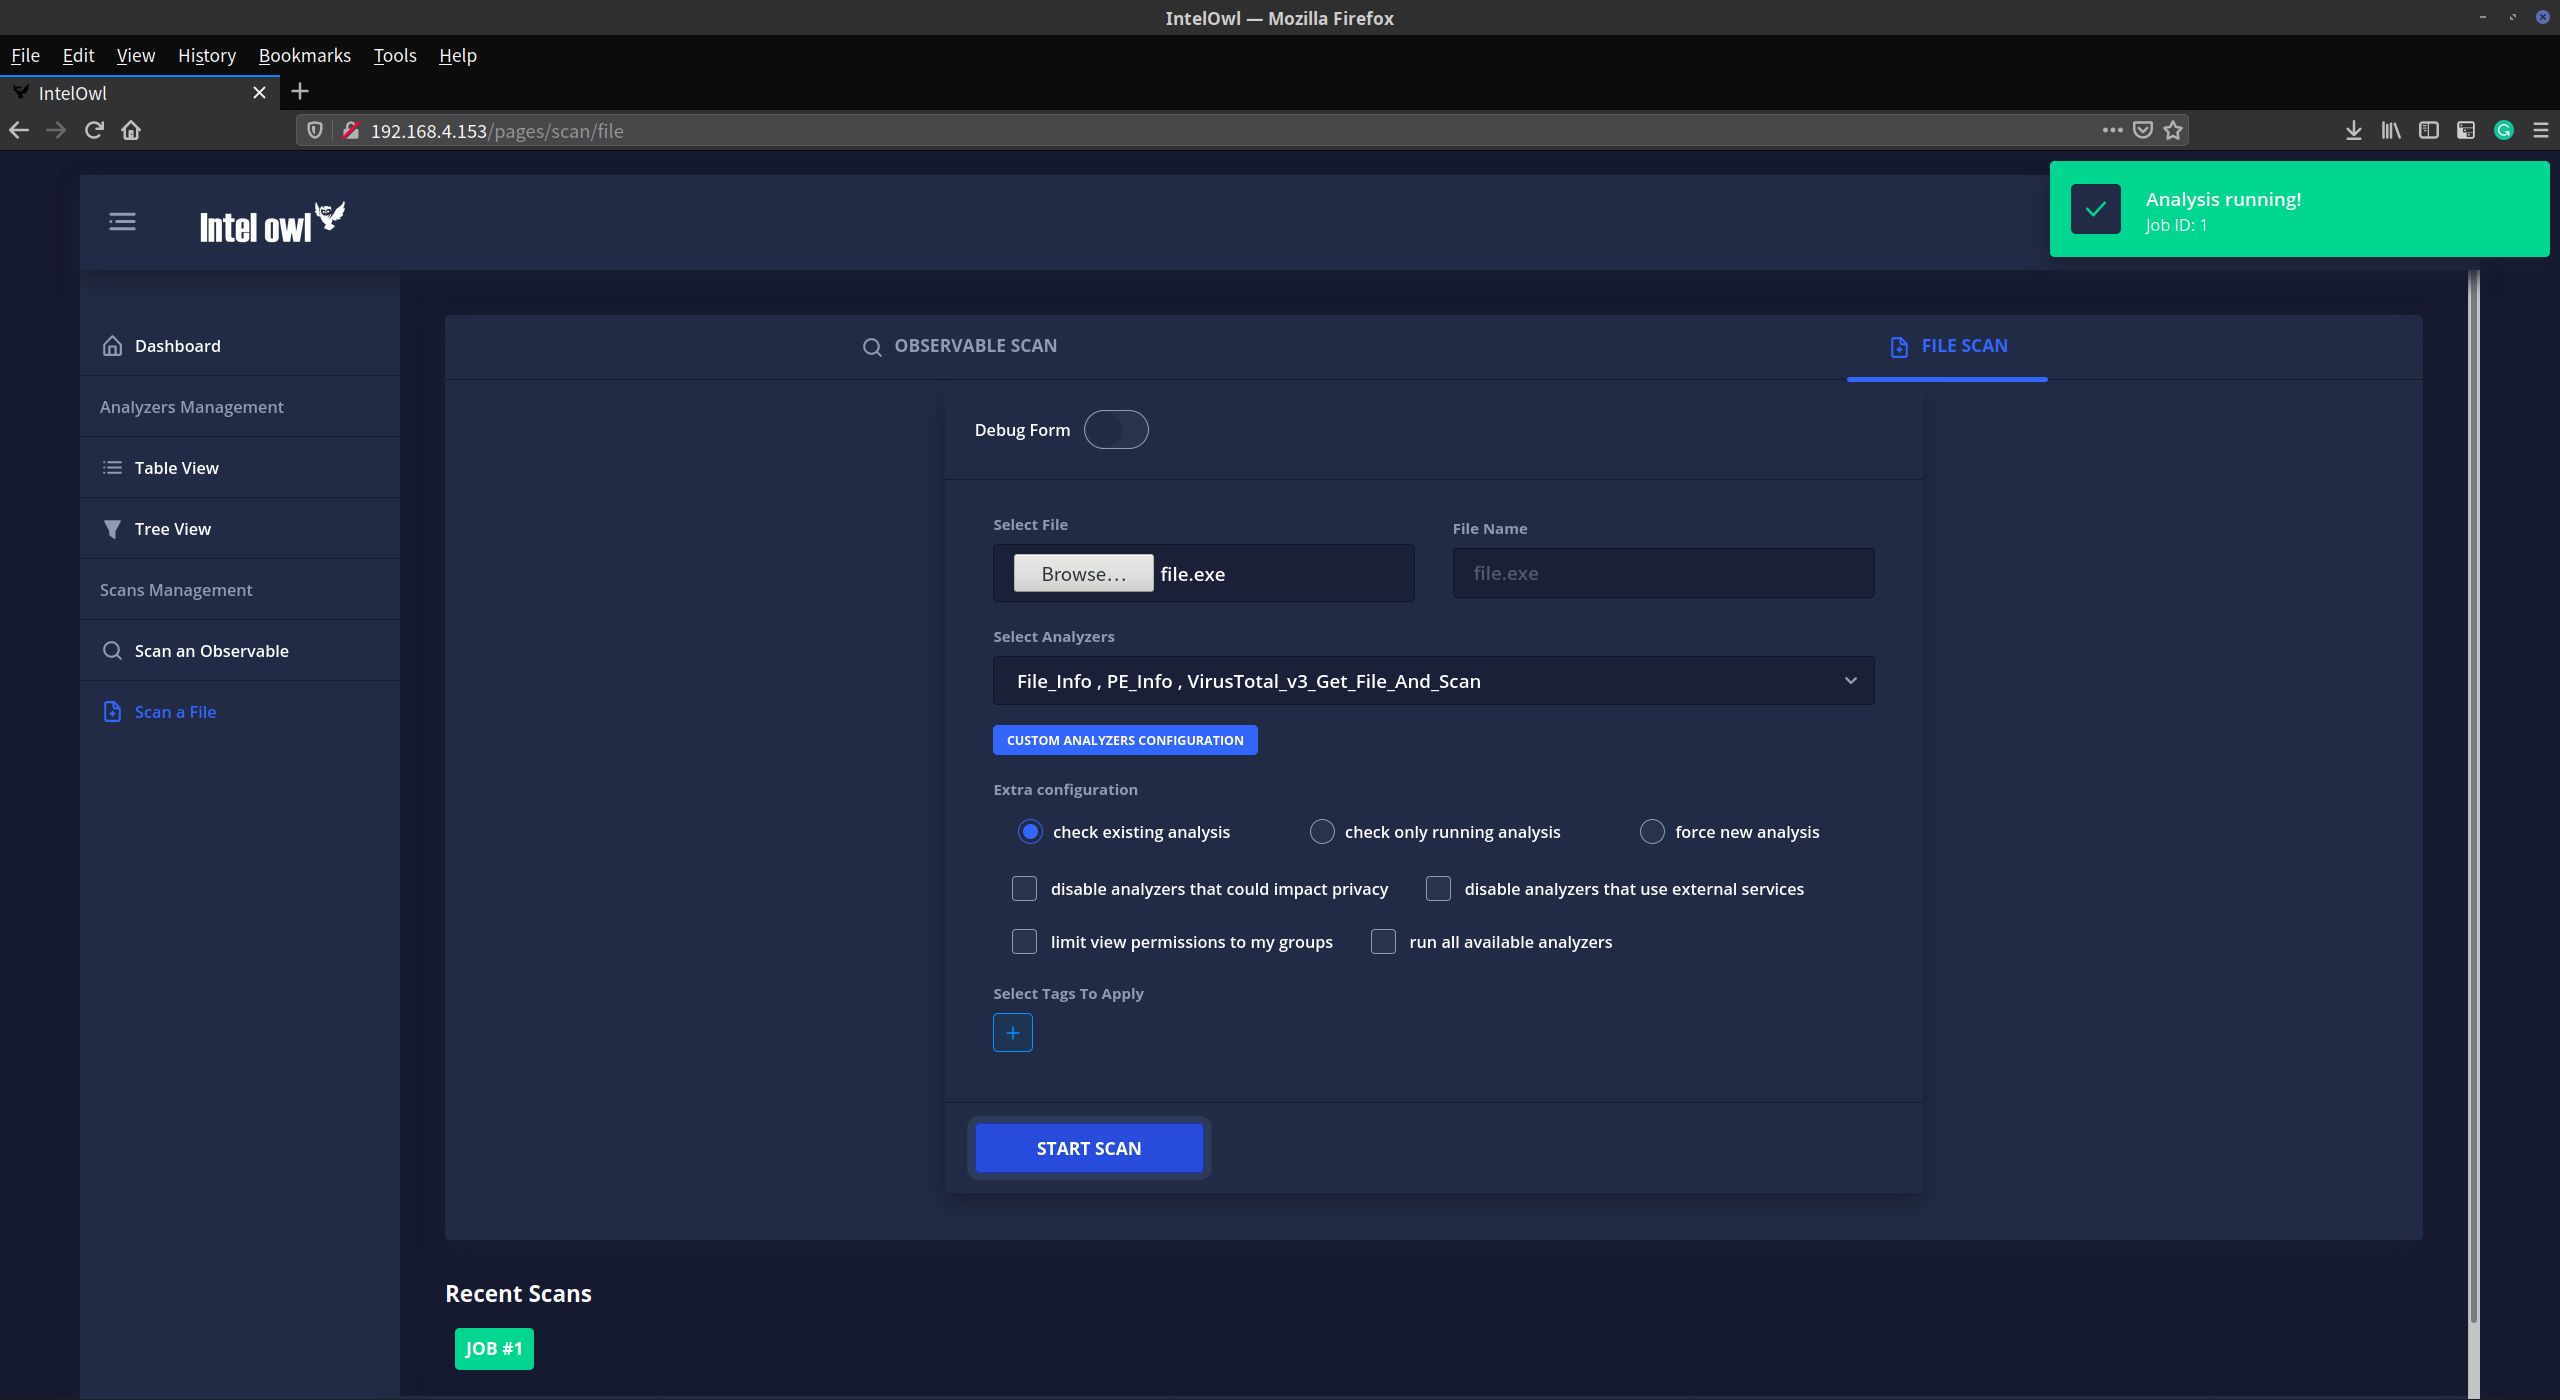 IntelOwl — Mozilla Firefox
File Edit View History Bookmarks Tools Help
IntelOwl
192.168.4.153/pages/scan/file
Analysis running!
Job ID: 1
Intel owl
Dashboard
Analyzers Management
Table View
Tree View
Scans Management
Scan an Observable
Scan a File
OBSERVABLE SCAN
FILE SCAN
Debug Form
Select File
File Name
Browse… file.exe
file.exe
Select Analyzers
File_Info , PE_Info , VirusTotal_v3_Get_File_And_Scan
CUSTOM ANALYZERS CONFIGURATION
Extra configuration
check existing analysis
check only running analysis
force new analysis
disable analyzers that could impact privacy
disable analyzers that use external services
limit view permissions to my groups
run all available analyzers
Select Tags To Apply
START SCAN
Recent Scans
JOB #1